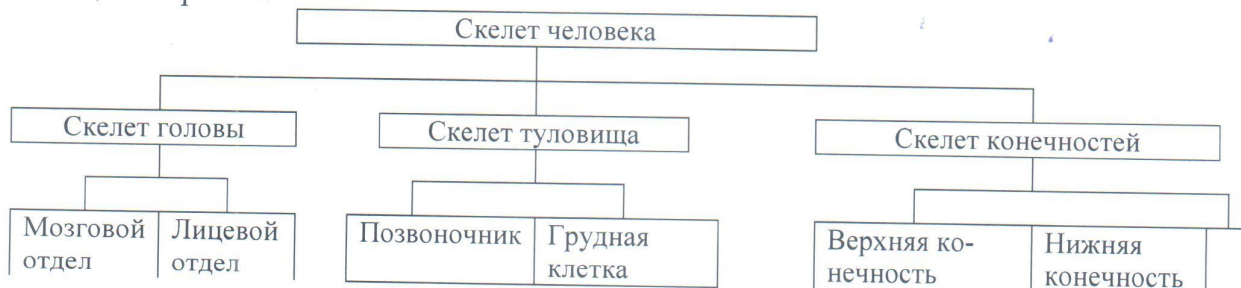 Скелет человека
Скелет головы
Скелет туловища
Скелет конечностей
Мозговой
отдел
Лицевой
отдел
Позвоночник
Грудная
клетка
Верхняя ко-
нечность
Нижняя
конечность